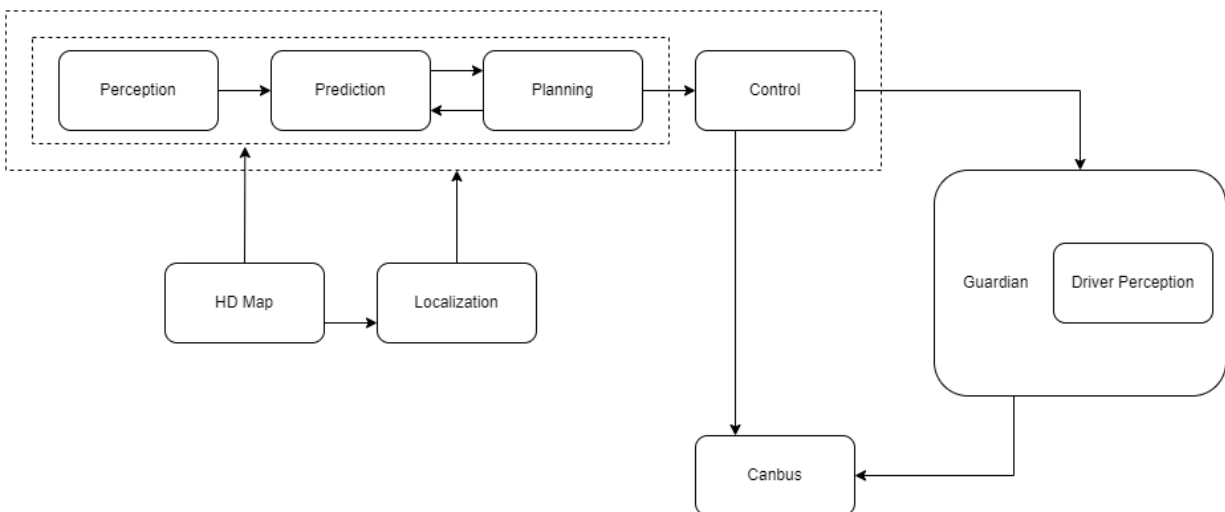 Perception
Prediction
Planning
Control
HD Map
Localization
Guardian
Driver Perception
Canbus